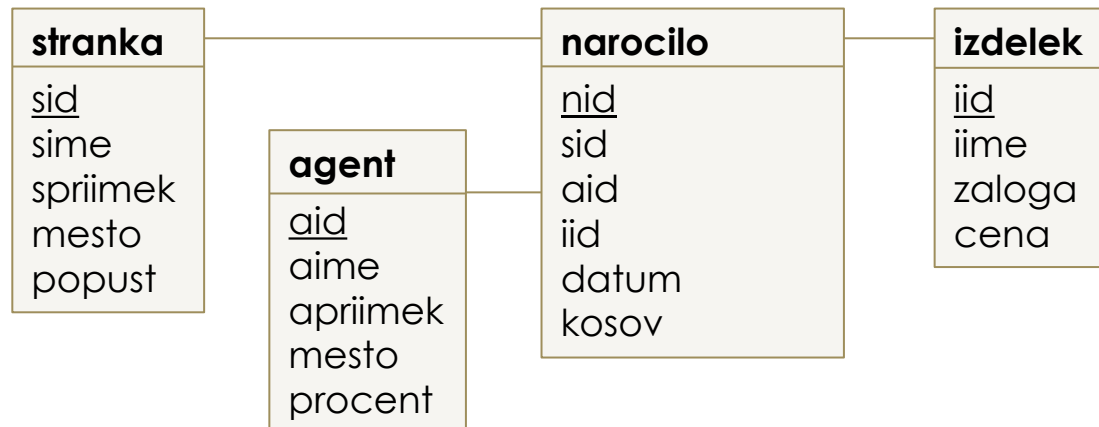 stranka
sid
sime
spriimek
mesto
popust
agent
aid
aime
apriimek
mesto
procent
narocilo
nid
sid
aid
iid
datum
kosov
izdelek
iid
iime
zaloga
cena